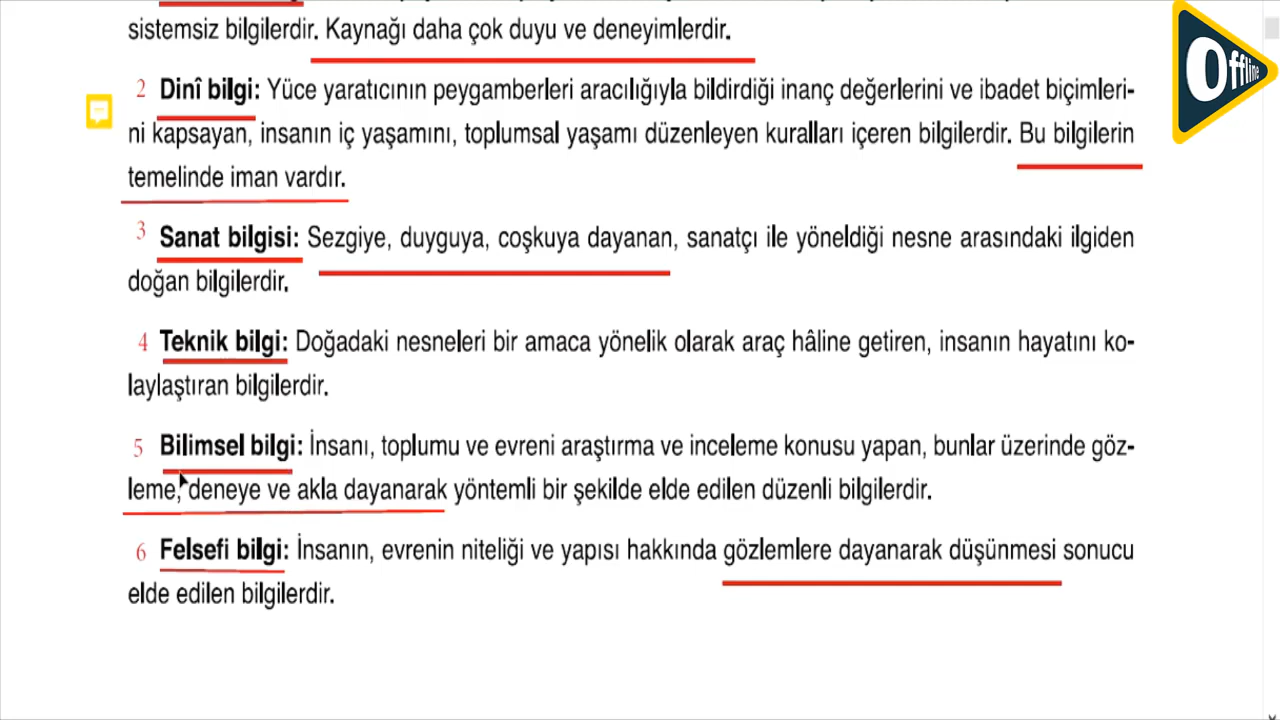 sistemsiz bilgilerdir. Kaynağı daha çok duyu ve deneyimlerdir.
2 Dinî bilgi: Yüce yaratıcının peygamberleri aracılığıyla bildirdiği inanç değerlerini ve ibadet biçimleri-
ni kapsayan, insanın iç yaşamını, toplumsal yaşamı düzenleyen kuralları içeren bilgilerdir. Bu bilgilerin
temelinde iman vardır.
3 Sanat bilgisi: Sezgiye, duyguya, coşkuya dayanan, sanatçı ile yöneldiği nesne arasındaki ilgiden
doğan bilgilerdir.
4 Teknik bilgi: Doğadaki nesneleri bir amaca yönelik olarak araç hâline getiren, insanın hayatını ko-
laylaştıran bilgilerdir.
5 Bilimsel bilgi: İnsanı, toplumu ve evreni araştırma ve inceleme konusu yapan, bunlar üzerinde göz-
leme, deneye ve akla dayanarak yöntemli bir şekilde elde edilen düzenli bilgilerdir.
6 Felsefi bilgi: İnsanın, evrenin niteliği ve yapısı hakkında gözlemlere dayanarak düşünmesi sonucu
elde edilen bilgilerdir.
Offline